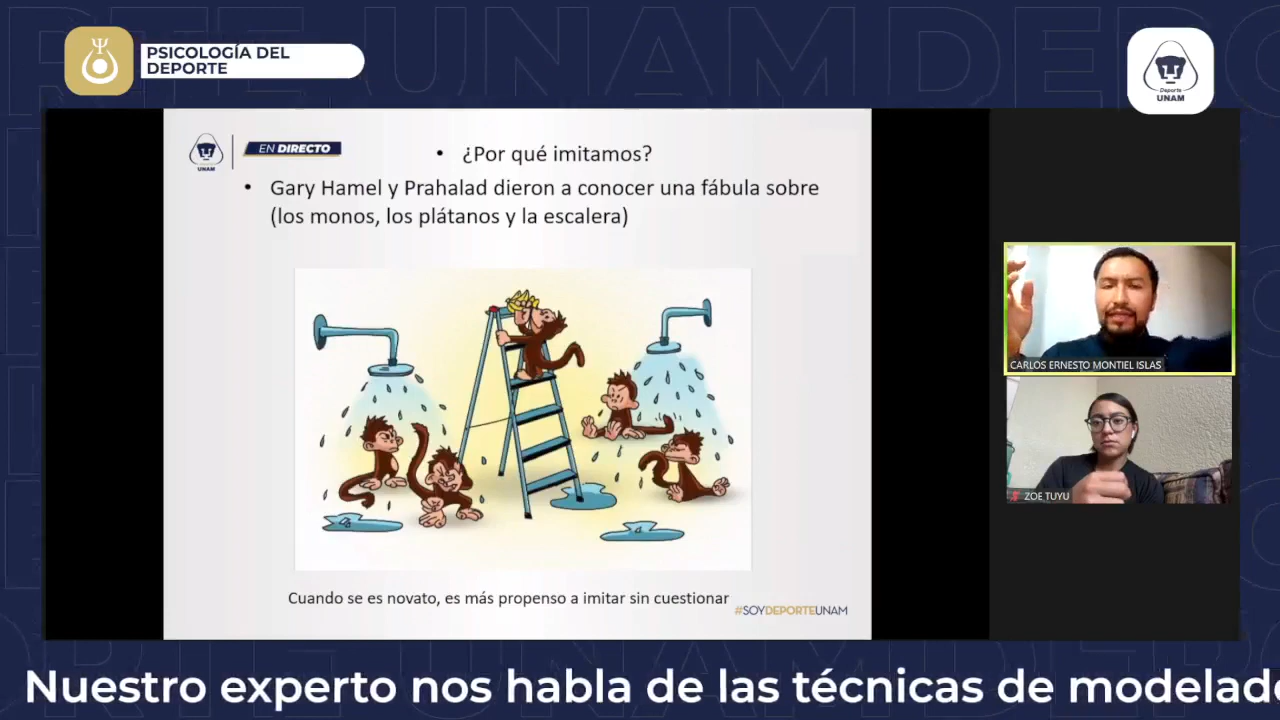 PSICOLOGÍA DEL
DEPORTE
Deporte
UNAM
UNAM
EN DIRECTO
• ¿Por qué imitamos?
• Gary Hamel y Prahalad dieron a conocer una fábula sobre
(los monos, los plátanos y la escalera)
CARLOS ERNESTO MONTIEL ISLAS
ZOE TUYU
Cuando se es novato, es más propenso a imitar sin cuestionar
#SOYDEPORTEUNAM
Nuestro experto nos habla de las técnicas de modelad